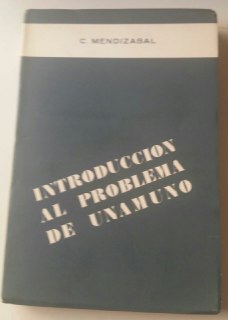 C MENDIZABAL
INTRODUCCION
AL PROBLEMA
DE UNAMUNO